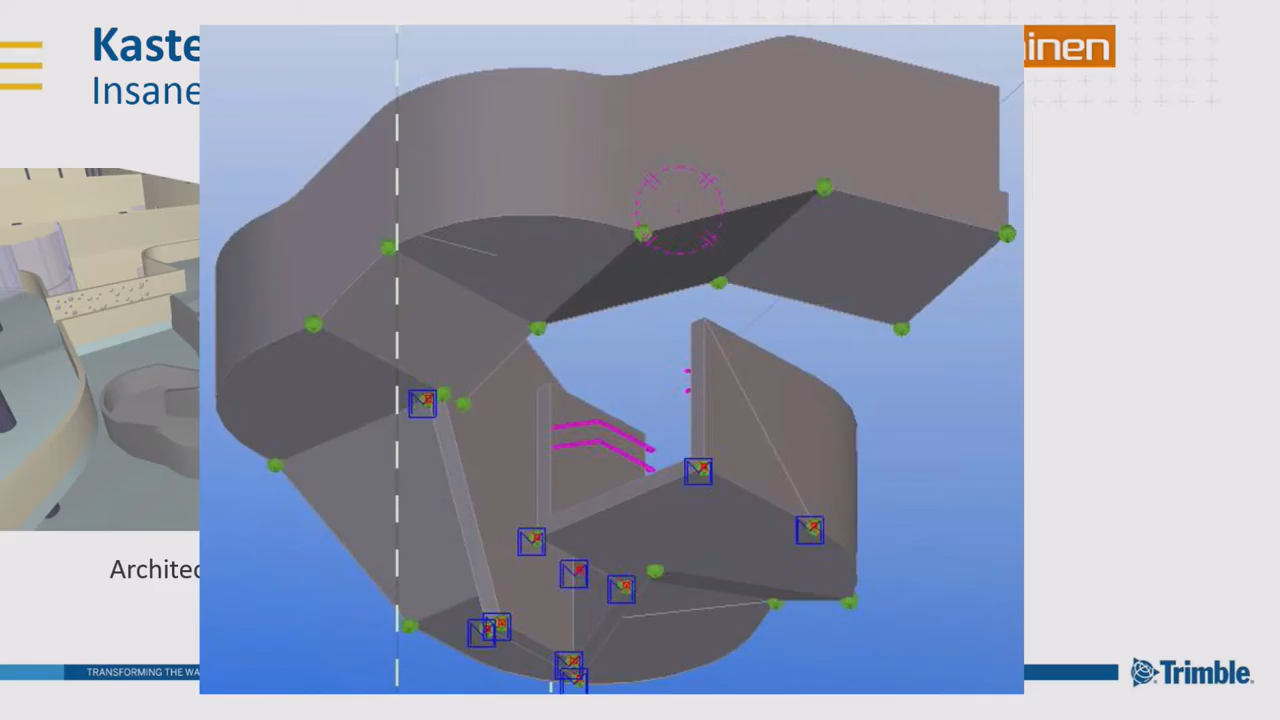 Kaste
inen
Insane
Architec
TRANSFORMING THE WA
Trimble